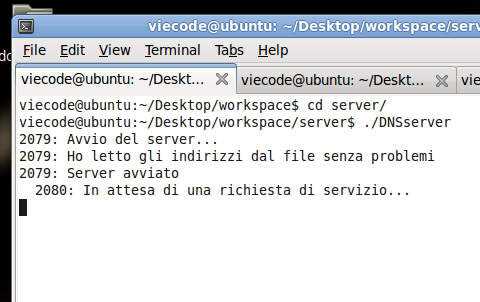 viecode@ubuntu: ~/Desktop/workspace/serv
File Edit View Terminal Tabs Help
viecode@ubuntu: ~/Deskt... viecode@ubuntu: ~/Deskt...
viecode@ubuntu:~/Desktop/workspace$ cd server/
viecode@ubuntu:~/Desktop/workspace/server$ ./DNSserver
2079: Avvio del server...
2079: Ho letto gli indirizzi dal file senza problemi
2079: Server avviato
2080: In attesa di una richiesta di servizio...